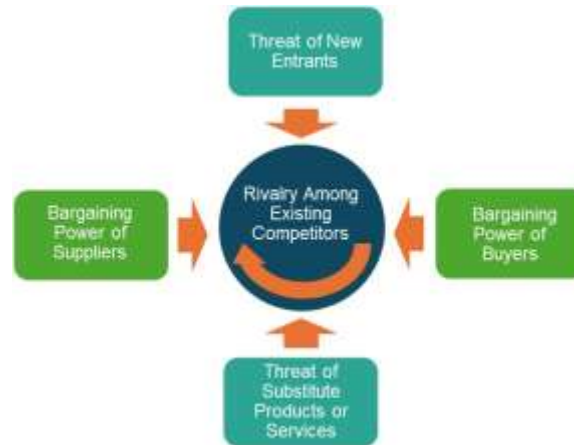 Threat of New
Entrants
Rivalry Among
Existing
Competitors
Bargaining
Power of
Suppliers
Bargaining
Power of
Buyers
Threat of
Substitute
Products or
Services